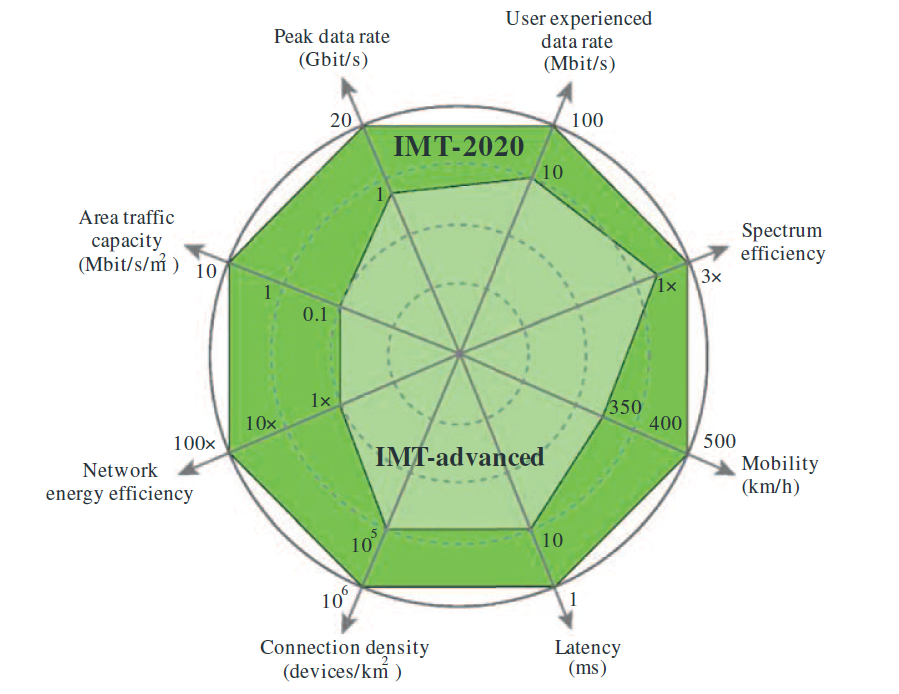 User experienced
data rate
(Mbit/s)
Peak data rate
(Gbit/s)
20
100
IMT-2020
10
1
Area traffic
capacity
(Mbit/s/m²)
10
1
0.1
Spectrum
efficiency
3×
1×
1×
10×
100×
Network
energy efficiency
350
400
500
Mobility
(km/h)
IMT-advanced
10⁵
10⁶
10
1
Connection density
(devices/km²)
Latency
(ms)